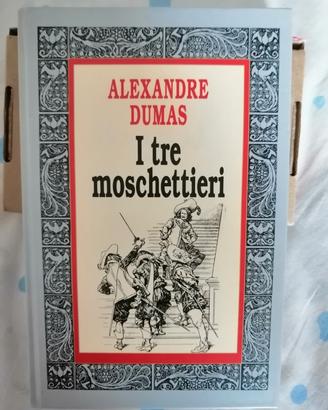 ALEXANDRE
DUMAS
I tre
moschettieri